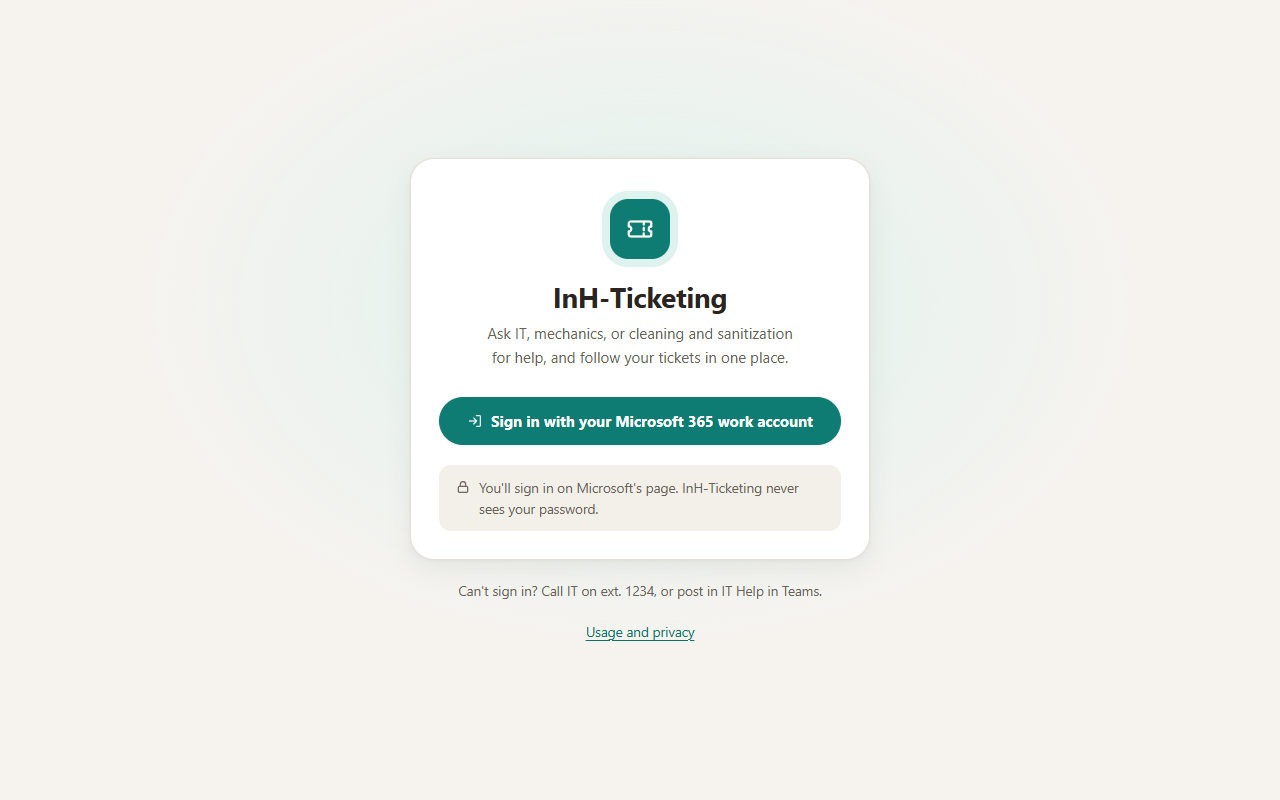 InH-Ticketing
Ask IT, mechanics, or cleaning and sanitization
for help, and follow your tickets in one place.
Sign in with your Microsoft 365 work account
You'll sign in on Microsoft's page. InH-Ticketing never
sees your password.
Can't sign in? Call IT on ext. 1234, or post in IT Help in Teams.
Usage and privacy